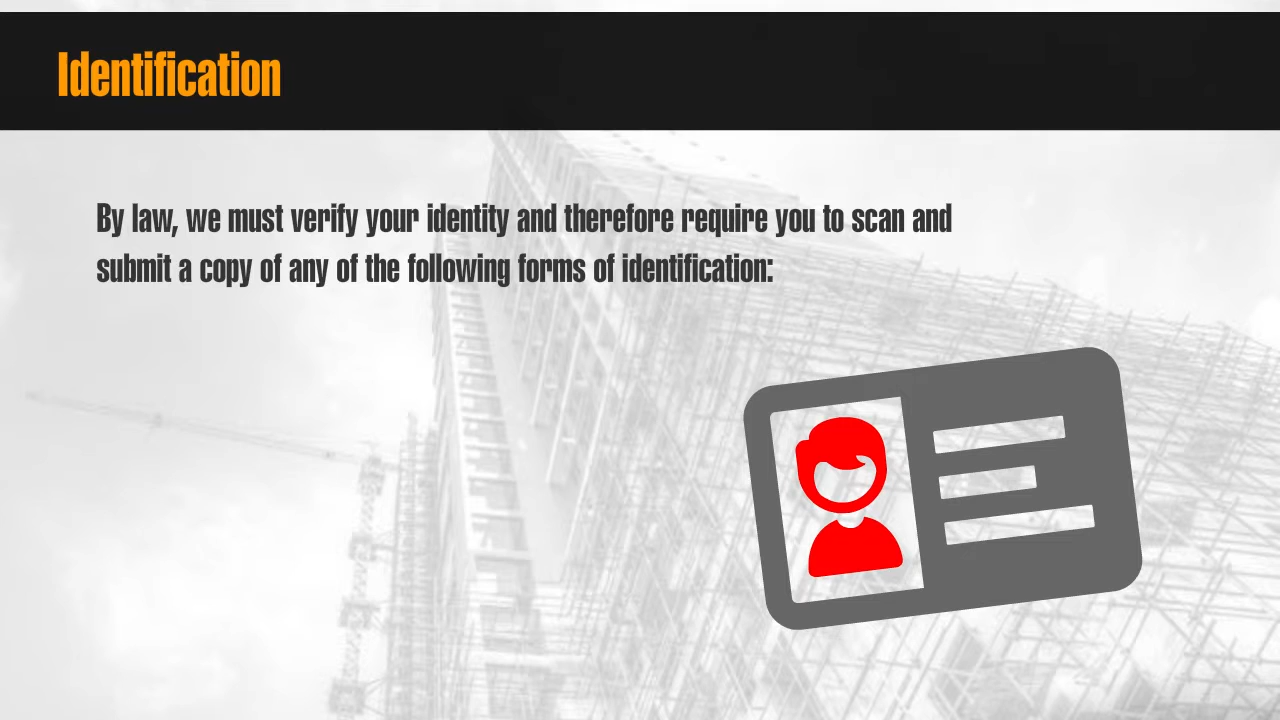 Identification
By law, we must verify your identity and therefore require you to scan and
submit a copy of any of the following forms of identification: